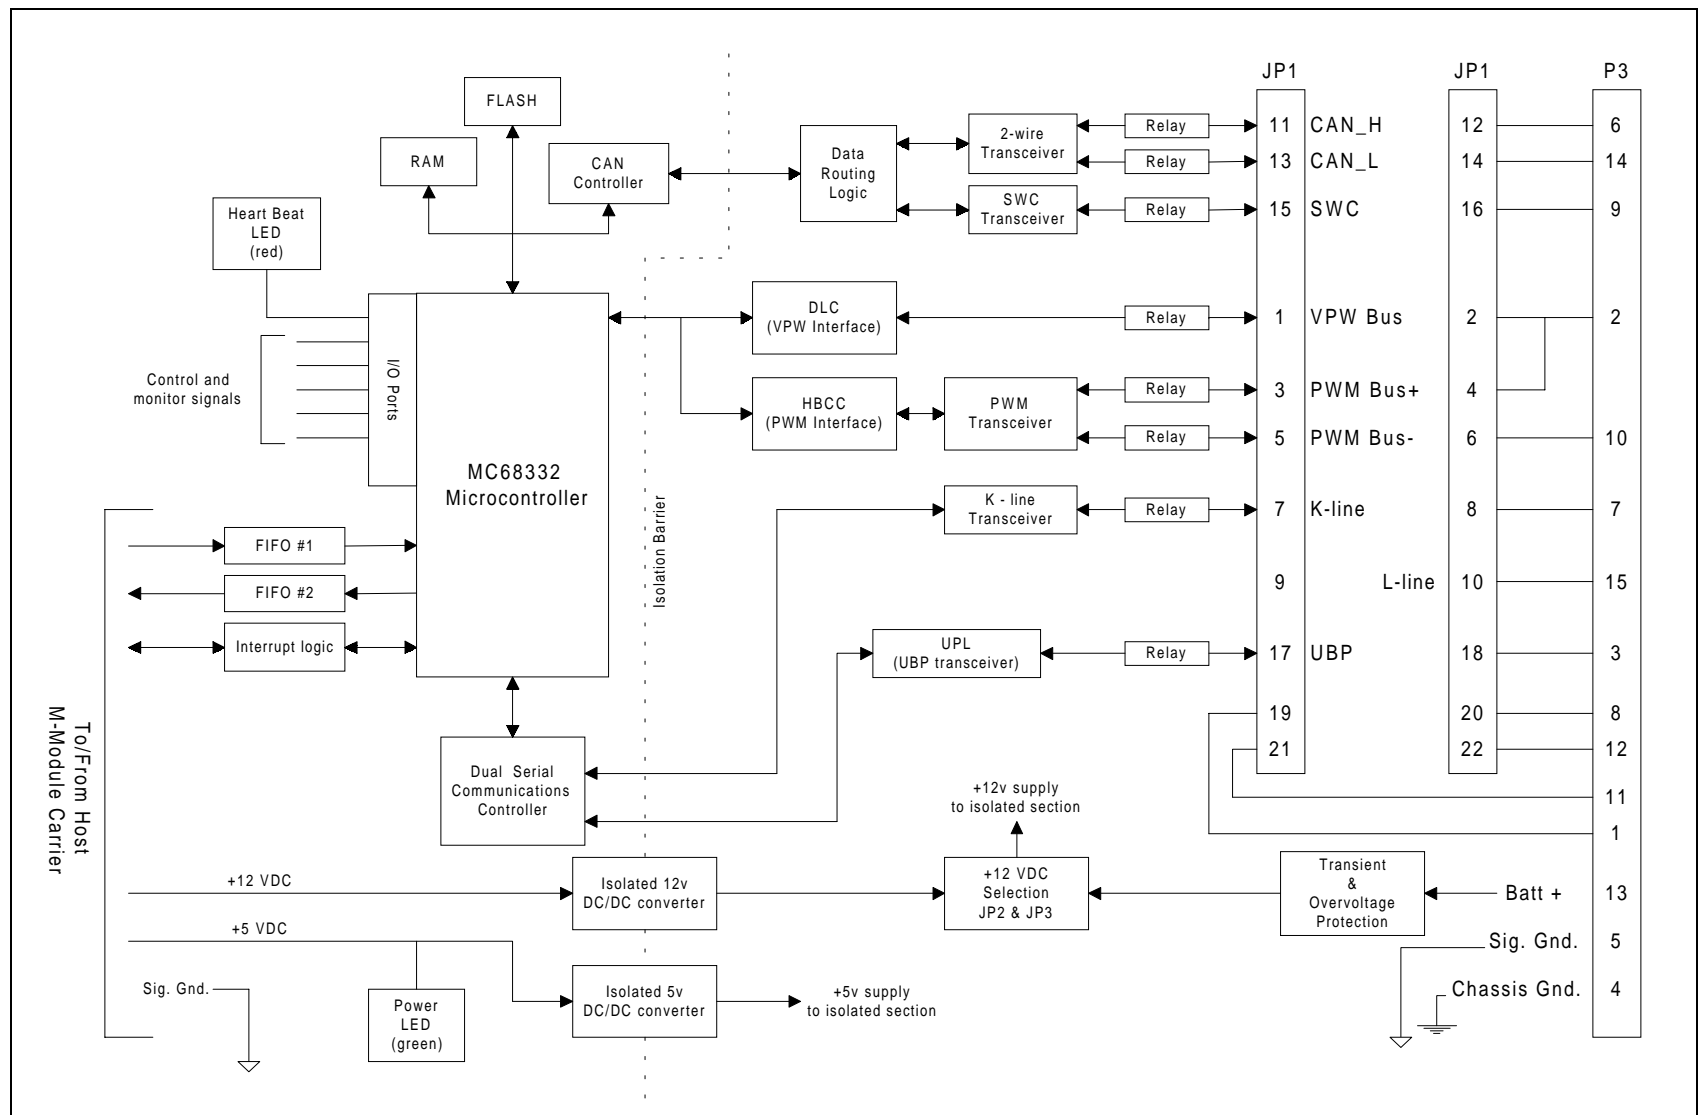 JP1
JP1
P3
FLASH
RAM
CAN
Controller
Data
Routing
Logic
2-wire
Transceiver
SWC
Transceiver
Relay
Relay
Relay
11 CAN_H
13 CAN_L
15 SWC
12
14
16
6
14
9
Heart Beat
LED
(red)
DLC
(VPW Interface)
Relay
1 VPW Bus
2
2
Control and
monitor signals
I/O Ports
HBCC
(PWM Interface)
PWM
Transceiver
Relay
Relay
3 PWM Bus+
5 PWM Bus-
4
6
10
MC68332
Microcontroller
Isolation Barrier
K - line
Transceiver
Relay
7 K-line
8
7
FIFO #1
FIFO #2
Interrupt logic
9
L-line 10
15
UPL
(UBP transceiver)
Relay
17 UBP
18
3
19
20
8
21
22
12
11
1
To/From Host
M-Module Carrier
Dual Serial
Communications
Controller
+12v supply
to isolated section
+12 VDC
Isolated 12v
DC/DC converter
+12 VDC
Selection
JP2 & JP3
Transient
&
Overvoltage
Protection
Batt +
13
+5 VDC
Sig. Gnd.
5
Sig. Gnd.
Power
LED
(green)
Isolated 5v
DC/DC converter
+5v supply
to isolated section
Chassis Gnd.
4